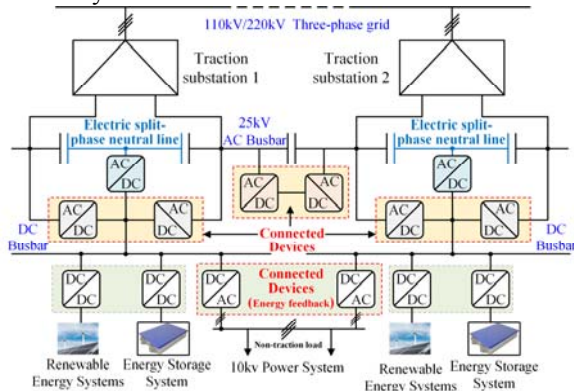 110kV/220kV Three-phase grid
Traction
substation 1
Traction
substation 2
Electric split-
phase neutral line
25kV
AC Busbar
Electric split-
phase neutral line
AC
DC
AC
DC
AC
DC
AC
DC
AC
DC
AC
DC
AC
DC
AC
DC
DC
Busbar
Connected
Devices
DC
Busbar
DC
DC
DC
DC
DC
AC
Connected
Devices
(Energy feedback)
DC
AC
DC
DC
DC
DC
Non-traction load
Renewable
Energy Systems
Energy Storage
System
10kv Power System
Renewable
Energy Systems
Energy Storage
System